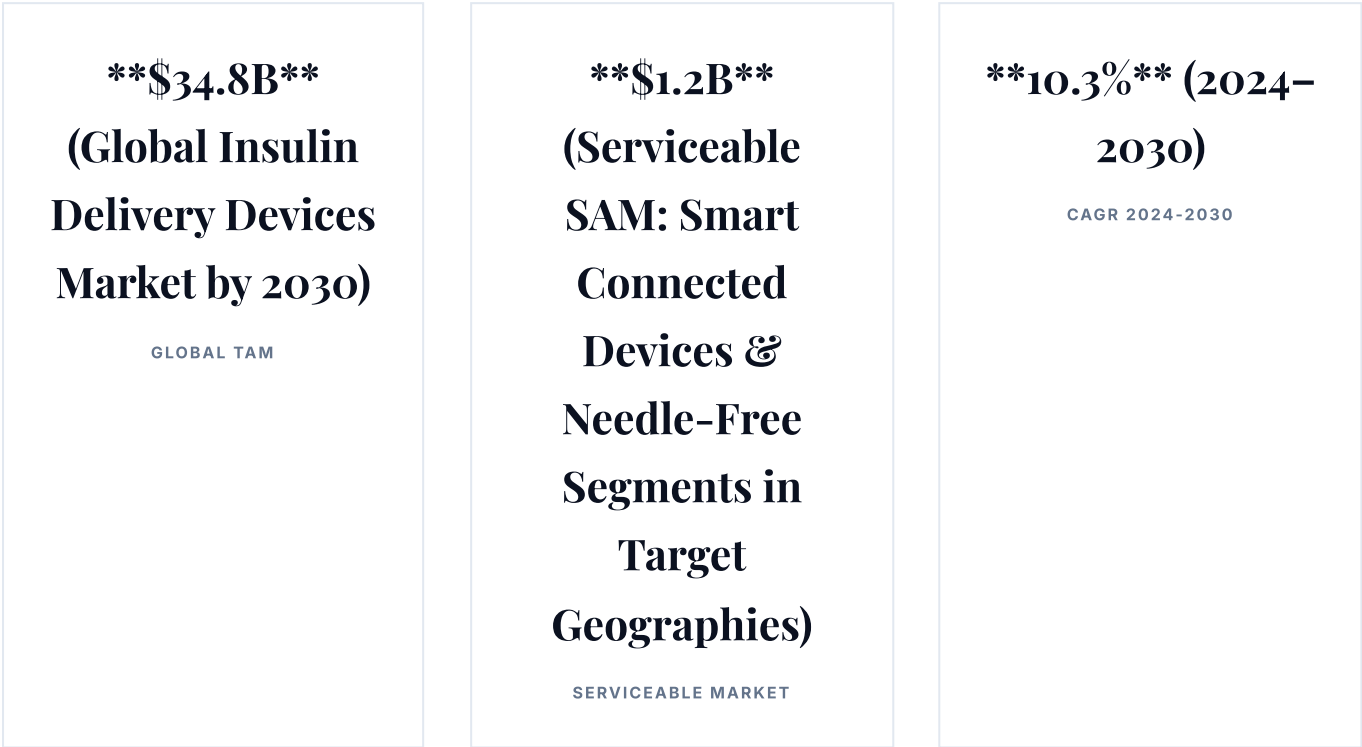 **$34.8B**
(Global Insulin
Delivery Devices
Market by 2030)
GLOBAL TAM
**$1.2B**
(Serviceable
SAM: Smart
Connected
Devices &
Needle-Free
Segments in
Target
Geographies)
SERVICEABLE MARKET
**10.3%** (2024–
2030)
CAGR 2024-2030